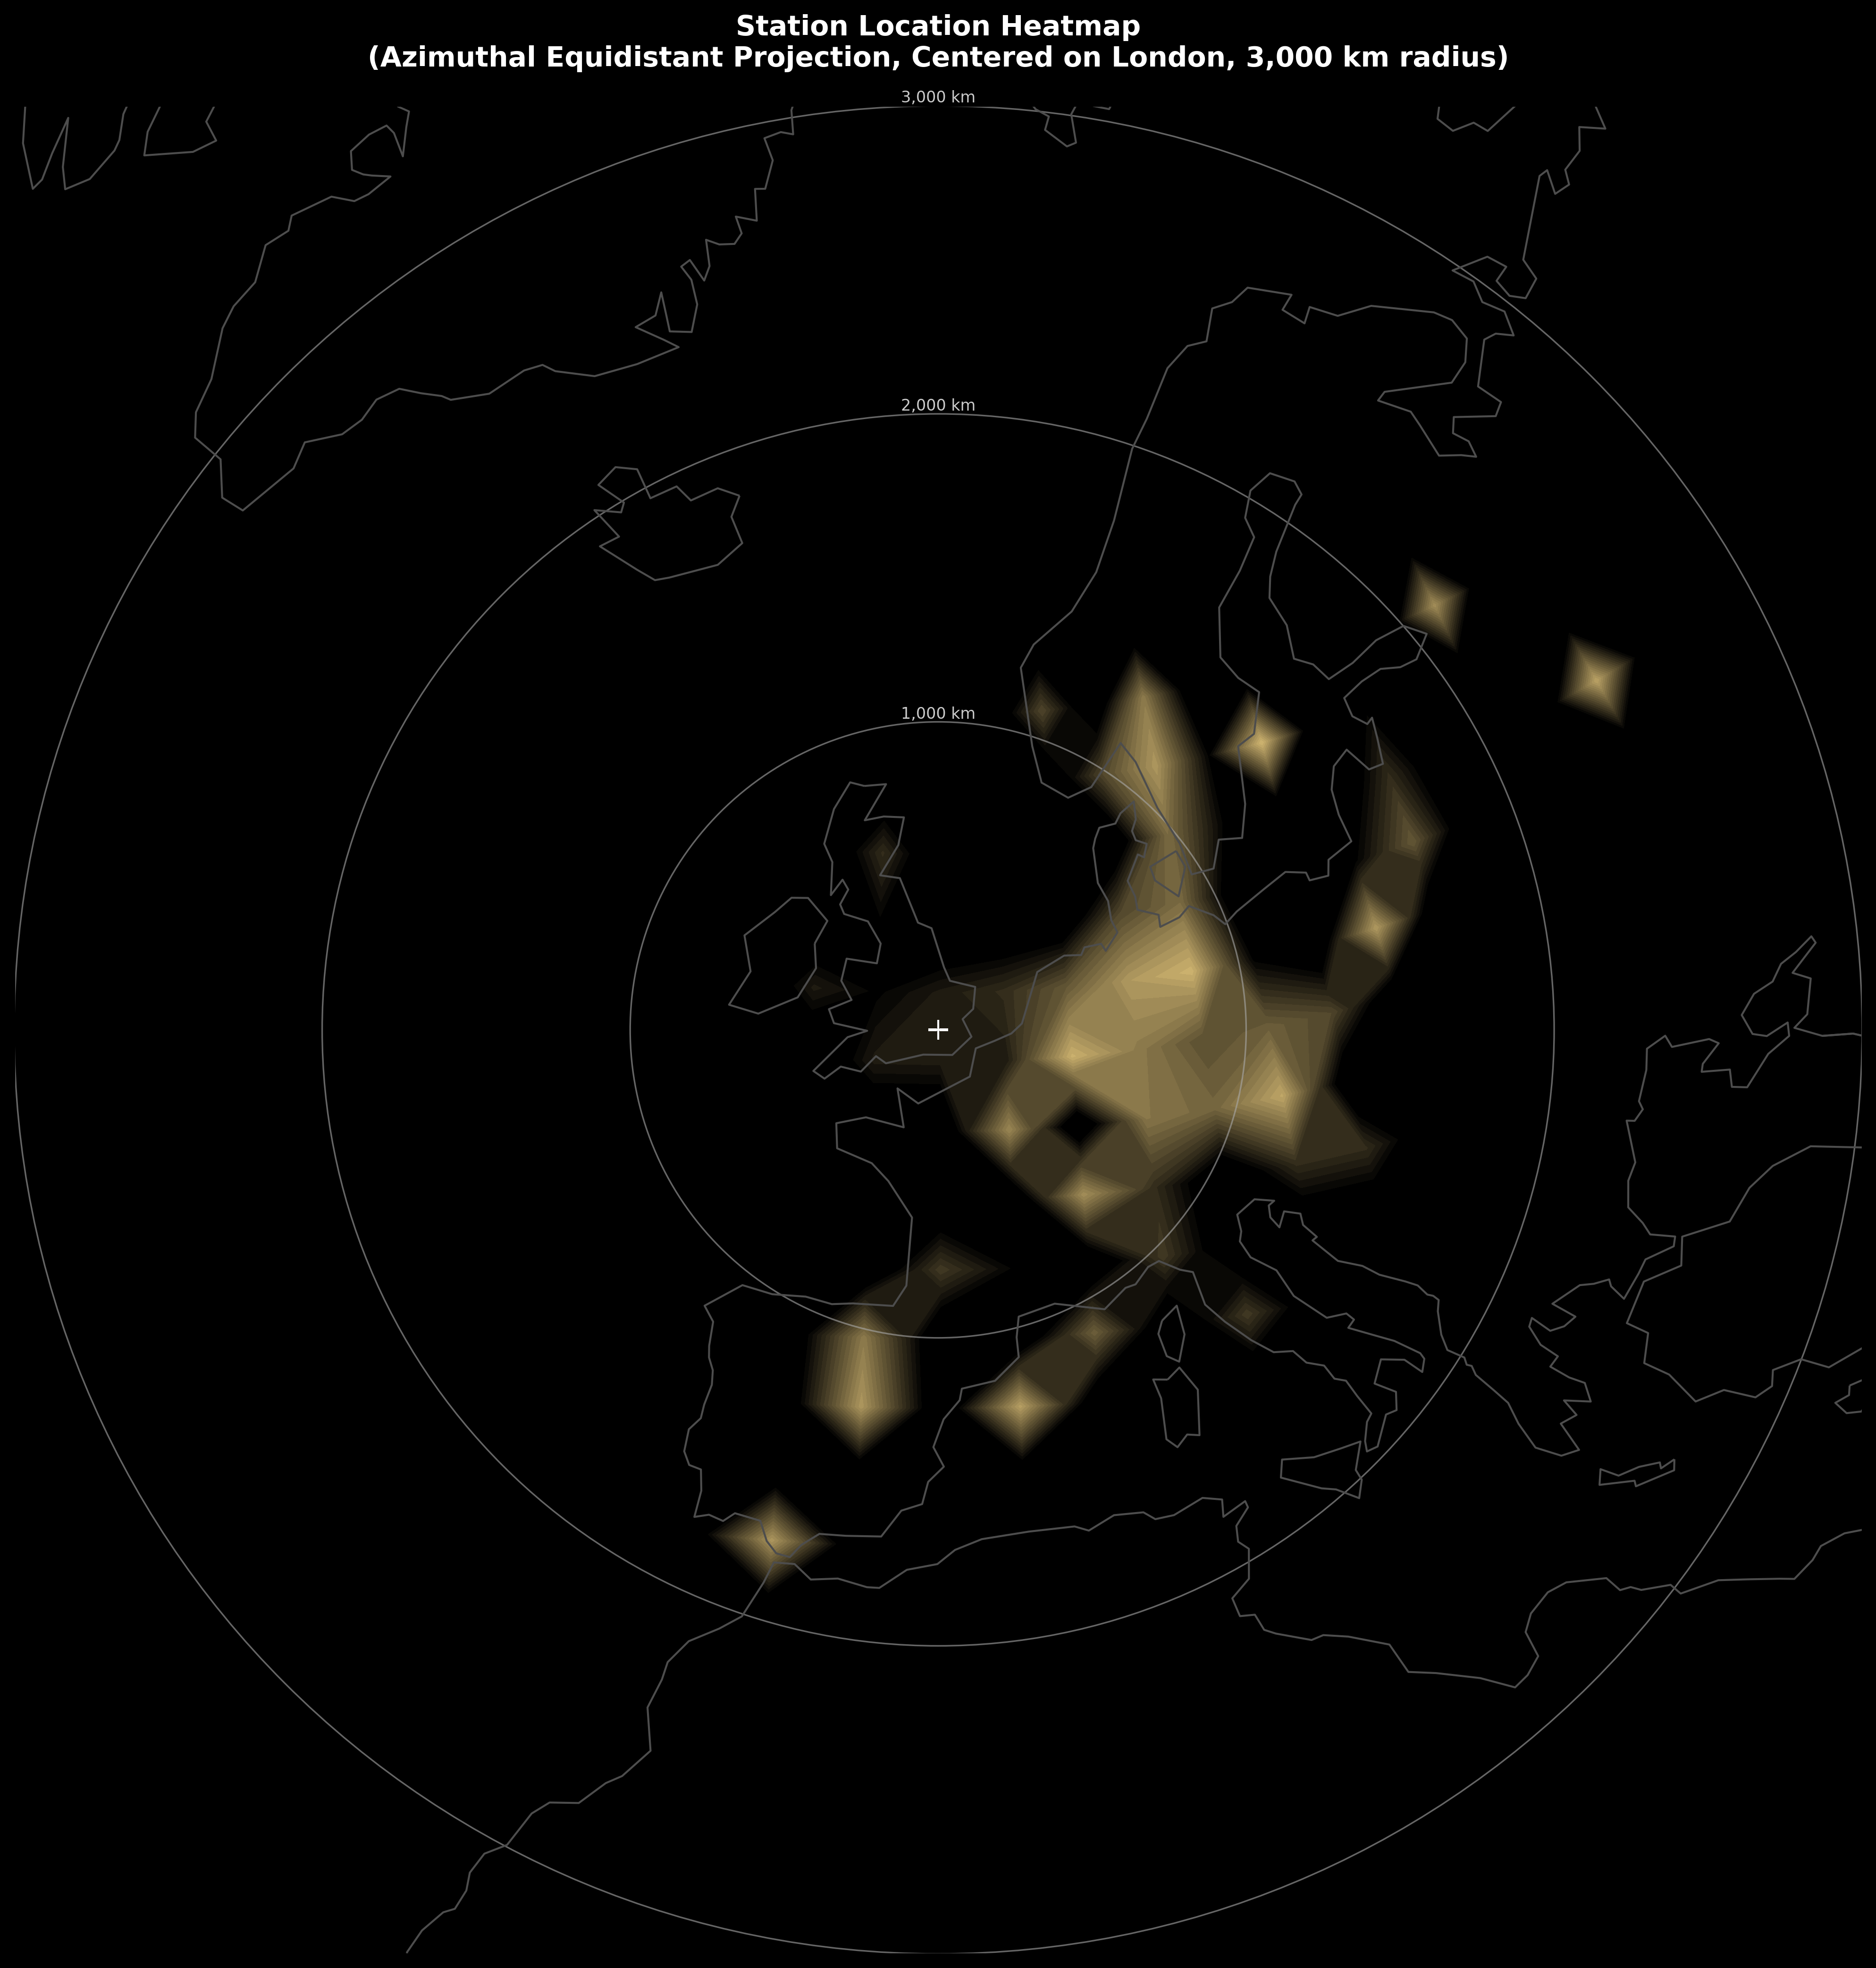 Station Location Heatmap
(Azimuthal Equidistant Projection, Centered on London, 3,000 km radius)
3,000 km
2,000 km
1,000 km